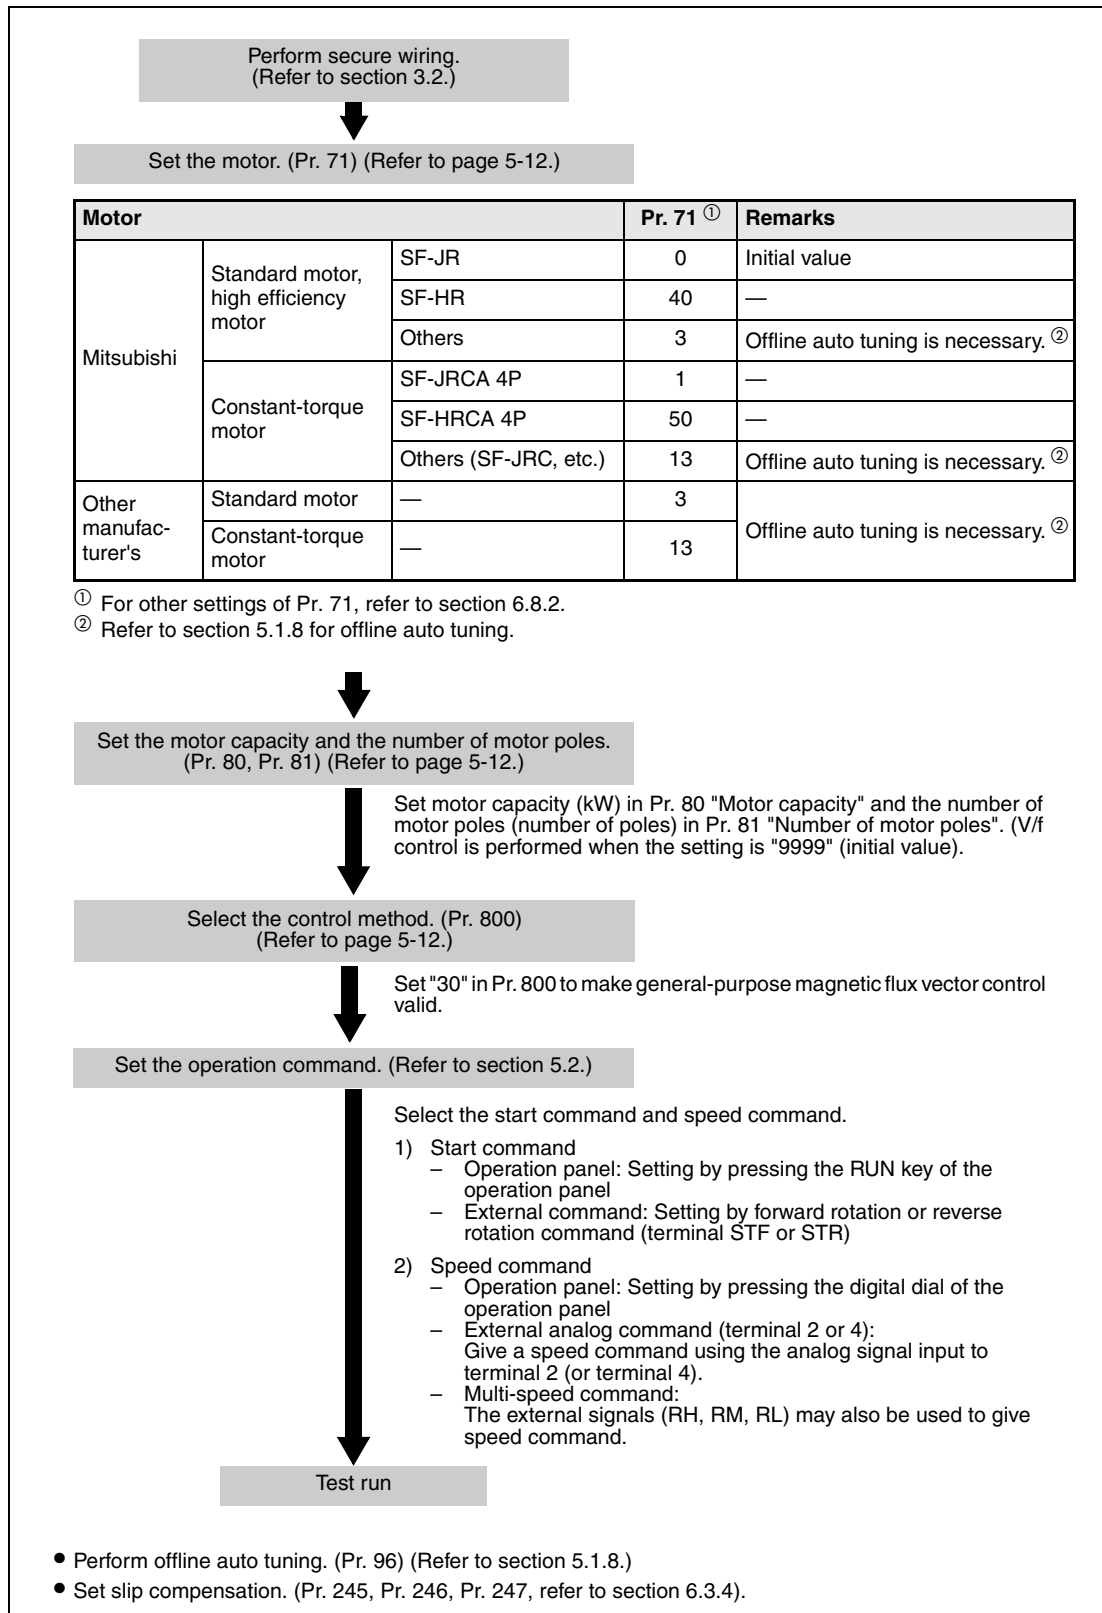 Perform secure wiring.
(Refer to section 3.2.)
Set the motor. (Pr. 71) (Refer to page 5-12.)
Motor Pr. 71 ① Remarks
Mitsubishi
Standard motor,
high efficiency
motor
SF-JR 0 Initial value
SF-HR 40 —
Others 3 Offline auto tuning is necessary. ②
Constant-torque
motor
SF-JRCA 4P 1 —
SF-HRCA 4P 50 —
Others (SF-JRC, etc.) 13 Offline auto tuning is necessary. ②
Other
manufac-
turer's
Standard motor — 3
Constant-torque
motor
— 13
Offline auto tuning is necessary. ②
① For other settings of Pr. 71, refer to section 6.8.2.
② Refer to section 5.1.8 for offline auto tuning.
Set the motor capacity and the number of motor poles.
(Pr. 80, Pr. 81) (Refer to page 5-12.)
Set motor capacity (kW) in Pr. 80 "Motor capacity" and the number of
motor poles (number of poles) in Pr. 81 "Number of motor poles". (V/f
control is performed when the setting is "9999" (initial value).
Select the control method. (Pr. 800)
(Refer to page 5-12.)
Set "30" in Pr. 800 to make general-purpose magnetic flux vector control
valid.
Set the operation command. (Refer to section 5.2.)
Select the start command and speed command.
1) Start command
– Operation panel: Setting by pressing the RUN key of the
operation panel
– External command: Setting by forward rotation or reverse
rotation command (terminal STF or STR)
2) Speed command
– Operation panel: Setting by pressing the digital dial of the
operation panel
– External analog command (terminal 2 or 4):
Give a speed command using the analog signal input to
terminal 2 (or terminal 4).
– Multi-speed command:
The external signals (RH, RM, RL) may also be used to give
speed command.
Test run
● Perform offline auto tuning. (Pr. 96) (Refer to section 5.1.8.)
● Set slip compensation. (Pr. 245, Pr. 246, Pr. 247, refer to section 6.3.4).